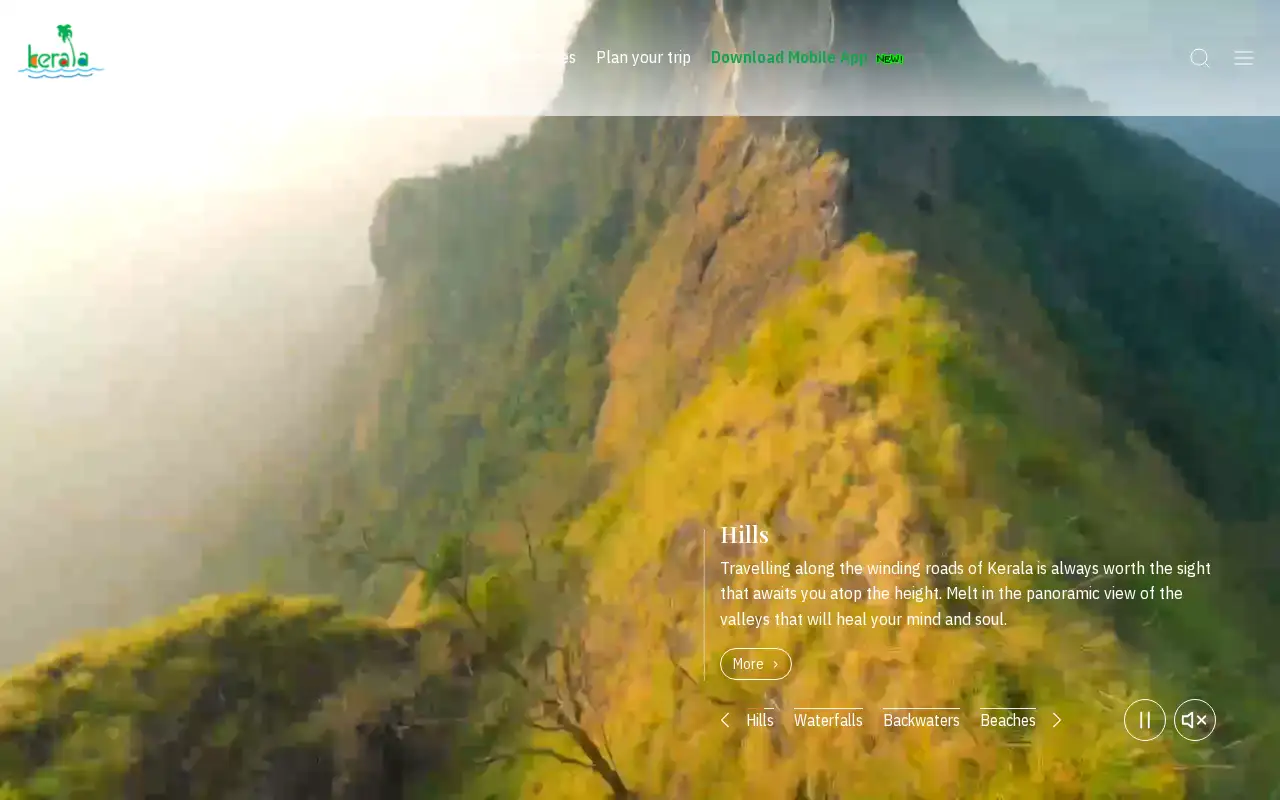 kerala
Plan your trip
Download Mobile App NEW!
Hills
Travelling along the winding roads of Kerala is always worth the sight
that awaits you atop the height. Melt in the panoramic view of the
valleys that will heal your mind and soul.
More
Hills Waterfalls Backwaters Beaches